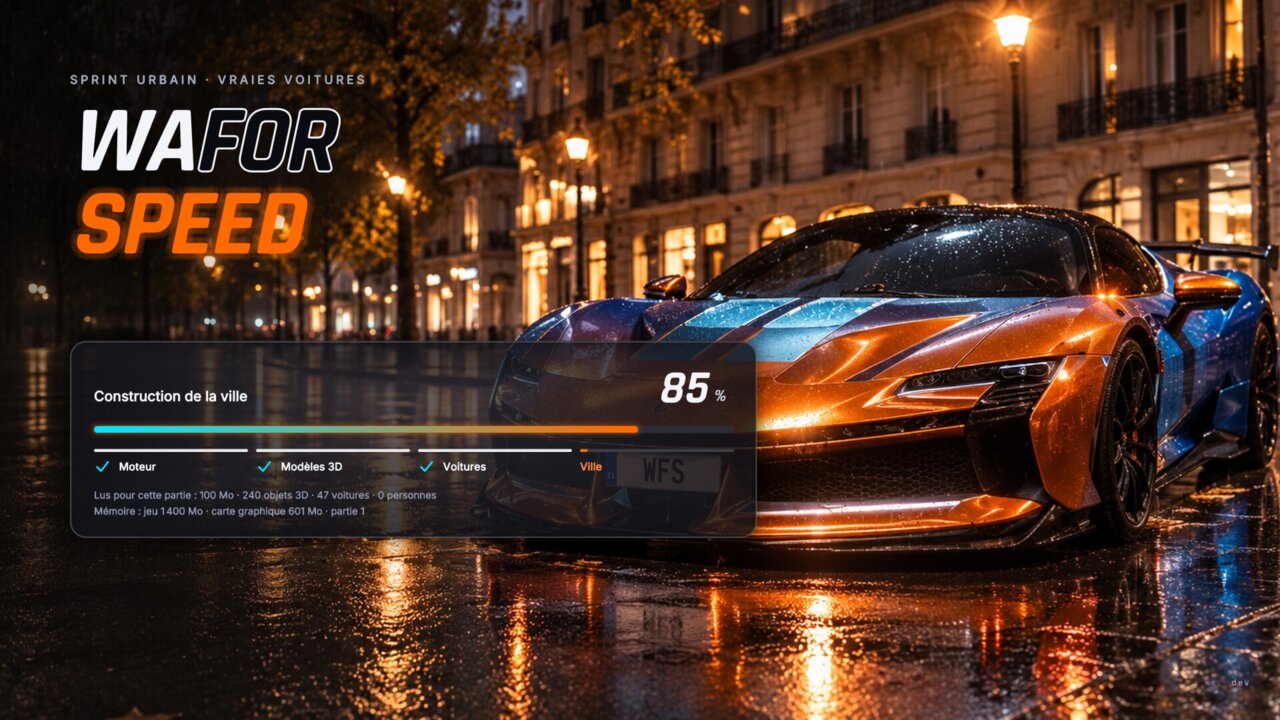 SPRINT URBAIN · VRAIES VOITURES
WAFOR
SPEED
Construction de la ville
85 %
Moteur
Modèles 3D
Voitures
Ville
WFS
Lus pour cette partie : 100 Mo · 240 objets 3D · 47 voitures · 0 personnes
Mémoire : jeu 1 400 Mo · carte graphique 601 Mo · partie 1
dev